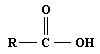 O
R — C — OH